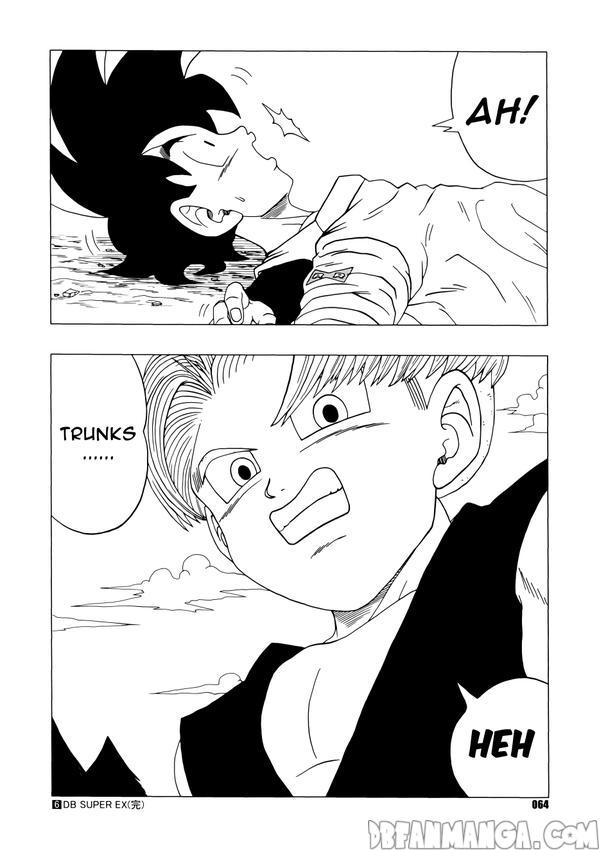 AH!
TRUNKS
......
HEH
6 DB SUPER EX(完)
064
DBFANMANGA.COM